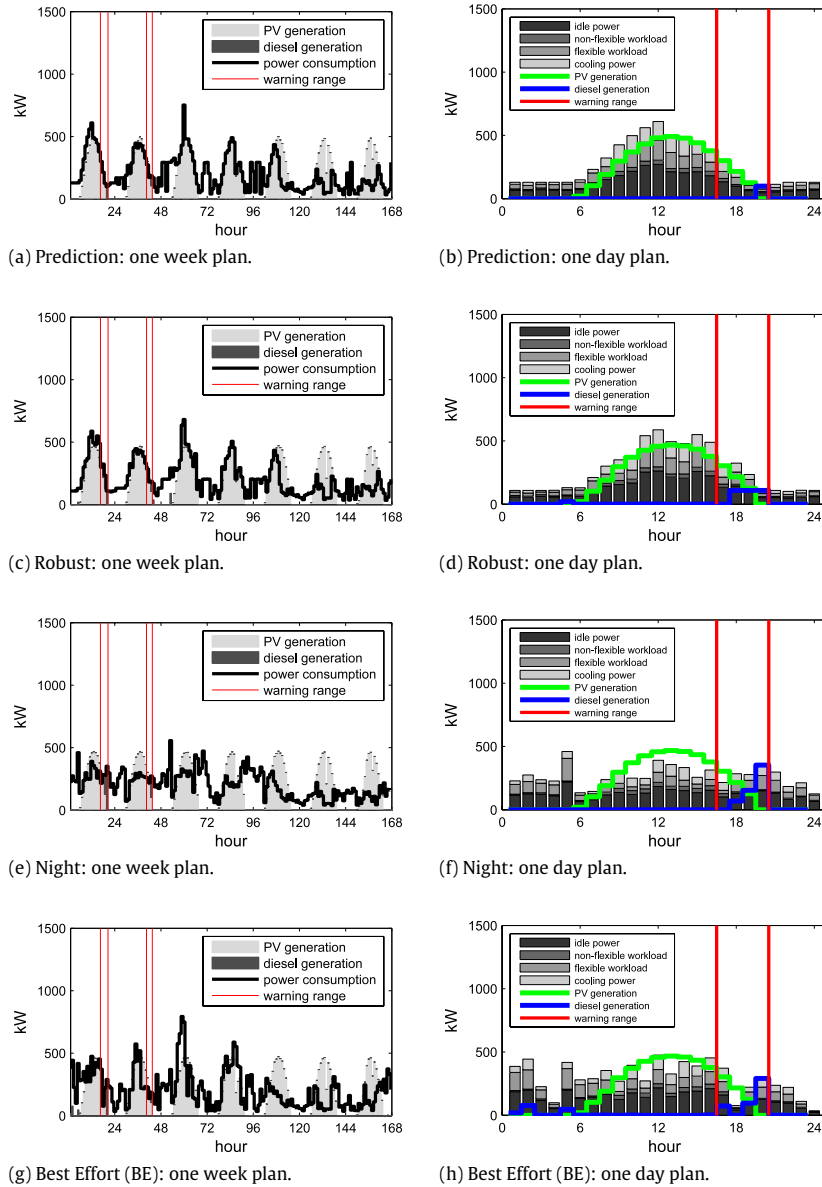 1500
1000
500
0
kW
PV generation
diesel generation
power consumption
warning range
24 48 72 96 120 144 168
hour
(a) Prediction: one week plan.
1500
1000
500
0
kW
idle power
non-flexible workload
flexible workload
cooling power
PV generation
diesel generation
warning range
0 6 12 18 24
hour
(b) Prediction: one day plan.
1500
1000
500
0
kW
PV generation
diesel generation
power consumption
warning range
24 48 72 96 120 144 168
hour
(c) Robust: one week plan.
1500
1000
500
0
kW
idle power
non-flexible workload
flexible workload
cooling power
PV generation
diesel generation
warning range
0 6 12 18 24
hour
(d) Robust: one day plan.
1500
1000
500
0
kW
PV generation
diesel generation
power consumption
warning range
24 48 72 96 120 144 168
hour
(e) Night: one week plan.
1500
1000
500
0
kW
idle power
non-flexible workload
flexible workload
cooling power
PV generation
diesel generation
warning range
0 6 12 18 24
hour
(f) Night: one day plan.
1500
1000
500
0
kW
PV generation
diesel generation
power consumption
warning range
24 48 72 96 120 144 168
hour
(g) Best Effort (BE): one week plan.
1500
1000
500
0
kW
idle power
non-flexible workload
flexible workload
cooling power
PV generation
diesel generation
warning range
0 6 12 18 24
hour
(h) Best Effort (BE): one day plan.